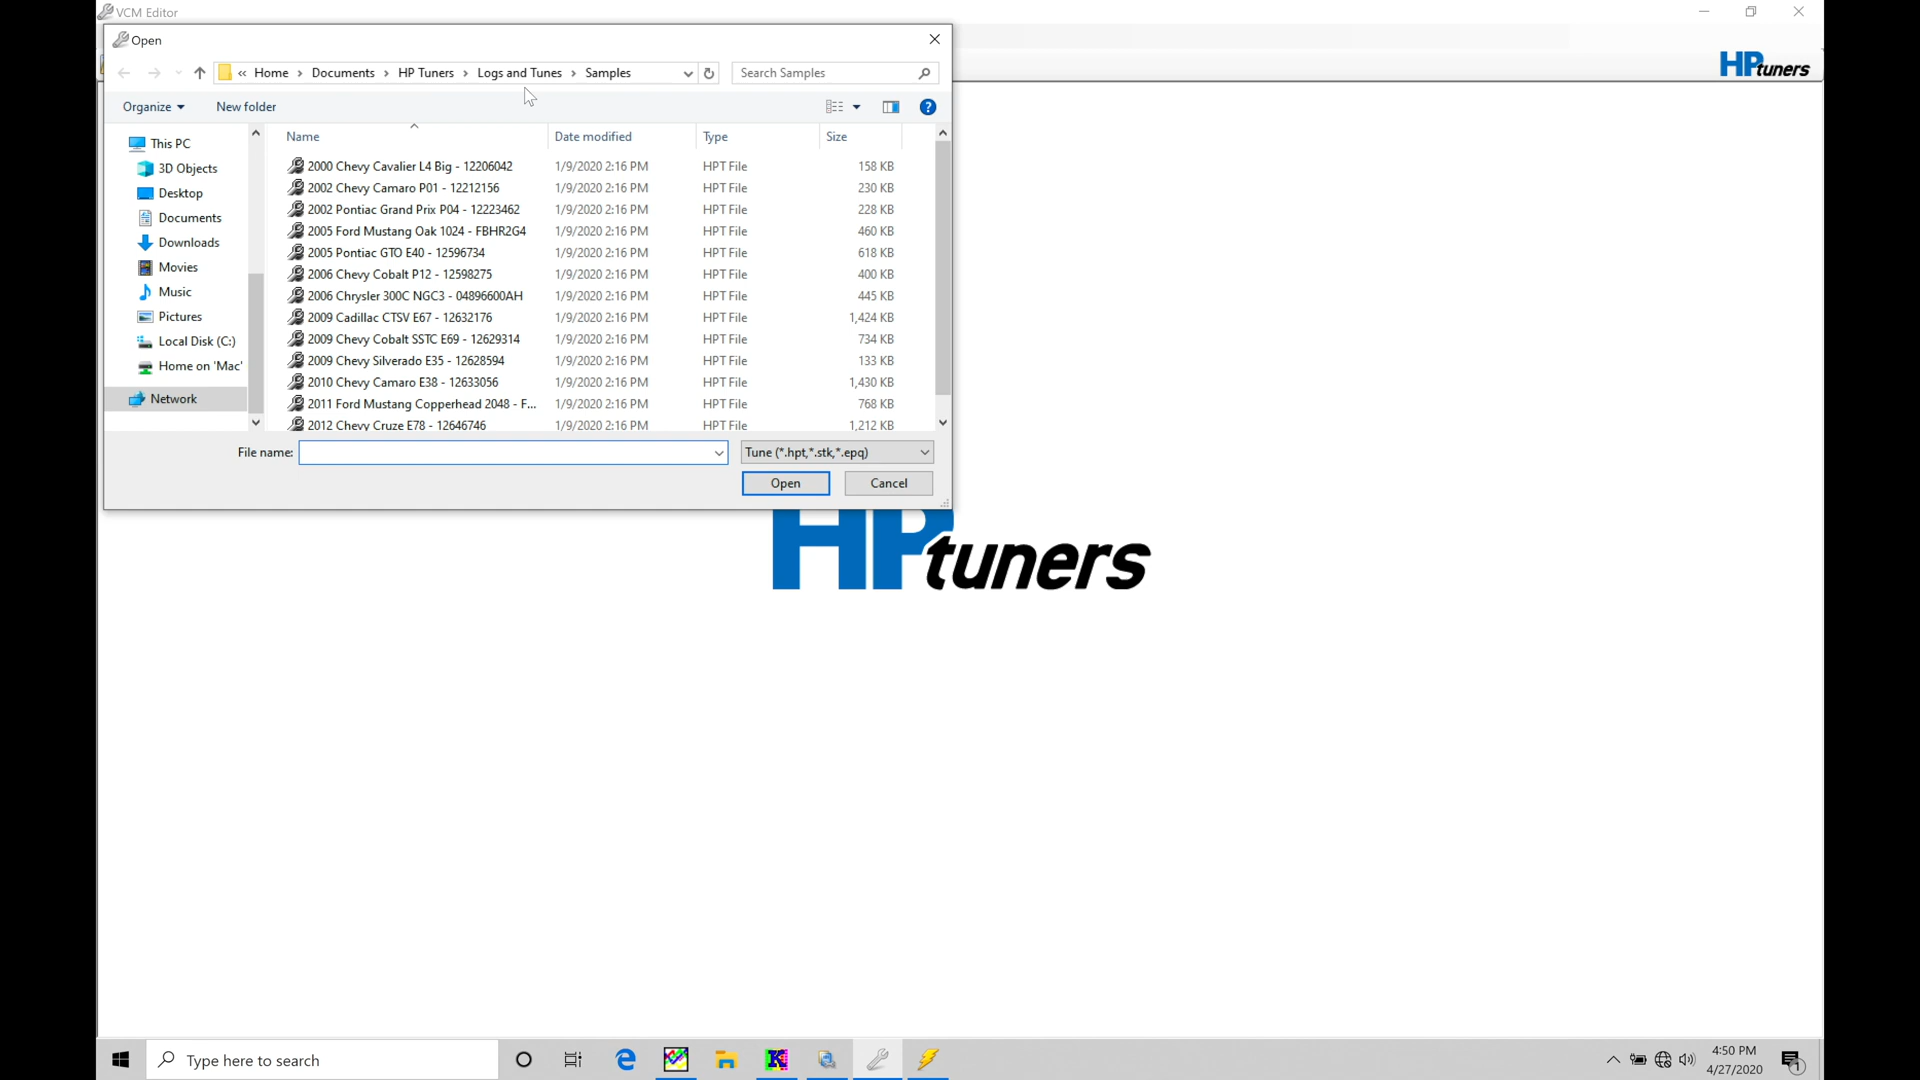 VCM Editor
Open
« Home › Documents › HP Tuners › Logs and Tunes › Samples
Search Samples
HPtuners
Organize
New folder
Name
Date modified
Type
Size
This PC
3D Objects
Desktop
Documents
Downloads
Movies
Music
Pictures
Local Disk (C:)
Home on 'Mac'
Network
2000 Chevy Cavalier L4 Big - 12206042 1/9/2020 2:16 PM HPT File 158 KB
2002 Chevy Camaro P01 - 12212156 1/9/2020 2:16 PM HPT File 230 KB
2002 Pontiac Grand Prix P04 - 12223462 1/9/2020 2:16 PM HPT File 228 KB
2005 Ford Mustang Oak 1024 - FBHR2G4 1/9/2020 2:16 PM HPT File 460 KB
2005 Pontiac GTO E40 - 12596734 1/9/2020 2:16 PM HPT File 618 KB
2006 Chevy Cobalt P12 - 12598275 1/9/2020 2:16 PM HPT File 400 KB
2006 Chrysler 300C NGC3 - 04896600AH 1/9/2020 2:16 PM HPT File 445 KB
2009 Cadillac CTSV E67 - 12632176 1/9/2020 2:16 PM HPT File 1,424 KB
2009 Chevy Cobalt SSTC E69 - 12629314 1/9/2020 2:16 PM HPT File 734 KB
2009 Chevy Silverado E35 - 12628594 1/9/2020 2:16 PM HPT File 133 KB
2010 Chevy Camaro E38 - 12633056 1/9/2020 2:16 PM HPT File 1,430 KB
2011 Ford Mustang Copperhead 2048 - F... 1/9/2020 2:16 PM HPT File 768 KB
2012 Chevy Cruze E78 - 12646746 1/9/2020 2:16 PM HPT File 1,212 KB
File name:
Tune (*.hpt,*.stk,*.epq)
Open
Cancel
HPtuners
Type here to search
4:50 PM
4/27/2020
1